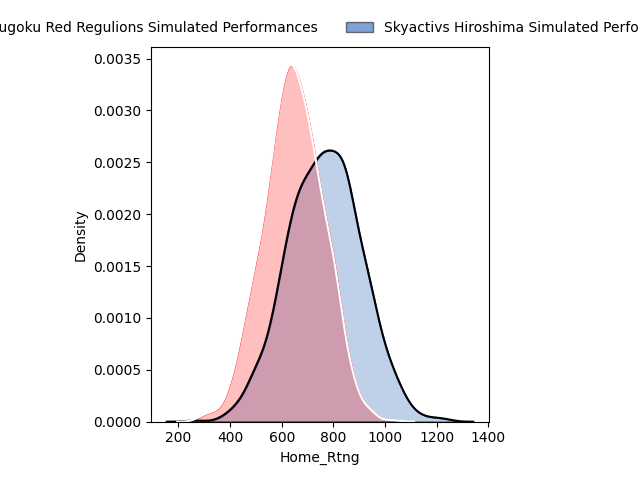 ugoku Red Regulions Simulated Performances
Skyactivs Hiroshima Simulated Perfo
0.0035
0.0030
0.0025
0.0020
0.0015
0.0010
0.0005
0.0000
Density
200 400 600 800 1000 1200 1400
Home_Rtng